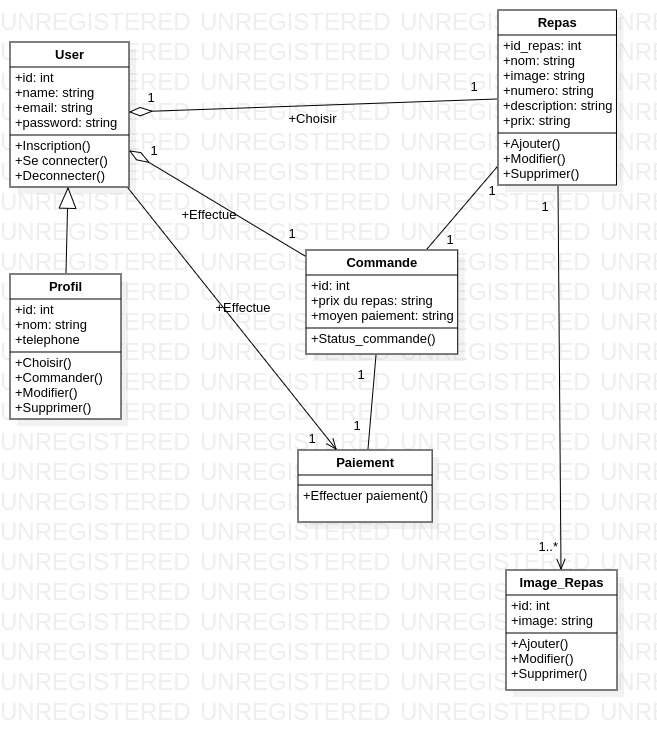 User
+id: int
+name: string
+email: string
+password: string
+Inscription()
+Se connecter()
+Deconnecter()
Repas
+id_repas: int
+nom: string
+image: string
+numero: string
+description: string
+prix: string
+Ajouter()
+Modifier()
+Supprimer()
1
+Choisir
1
1
+Effectue
1
1
1
Commande
+id: int
+prix du repas: string
+moyen paiement: string
+Status_commande()
Profil
+id: int
+nom: string
+telephone
+Choisir()
+Commander()
+Modifier()
+Supprimer()
+Effectue
1
1
1
Paiement
+Effectuer paiement()
1
1..*
Image_Repas
+id: int
+image: string
+Ajouter()
+Modifier()
+Supprimer()
UNREGISTERED UNREGISTERED UNREGISTERED UNREGISTERED